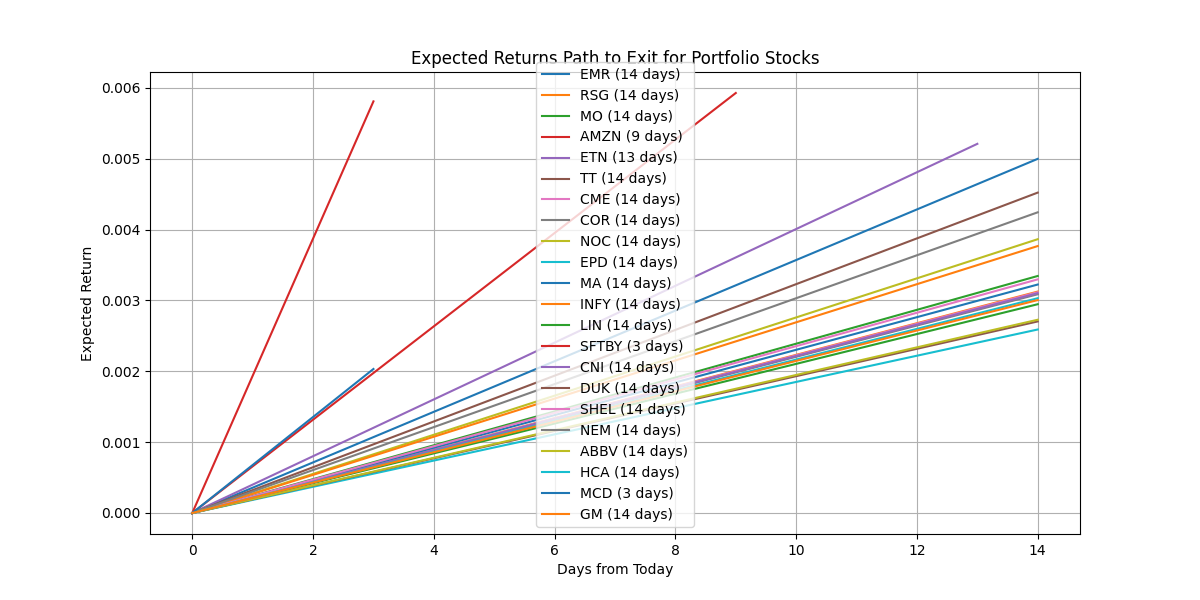 Expected Returns Path to Exit for Portfolio Stocks
EMR (14 days)
RSG (14 days)
MO (14 days)
AMZN (9 days)
ETN (13 days)
TT (14 days)
CME (14 days)
COR (14 days)
NOC (14 days)
EPD (14 days)
MA (14 days)
INFY (14 days)
LIN (14 days)
SFTBY (3 days)
CNI (14 days)
DUK (14 days)
SHEL (14 days)
NEM (14 days)
ABBV (14 days)
HCA (14 days)
MCD (3 days)
GM (14 days)
Expected Return
0.006
0.005
0.004
0.003
0.002
0.001
0.000
0 2 4 6 8 10 12 14
Days from Today